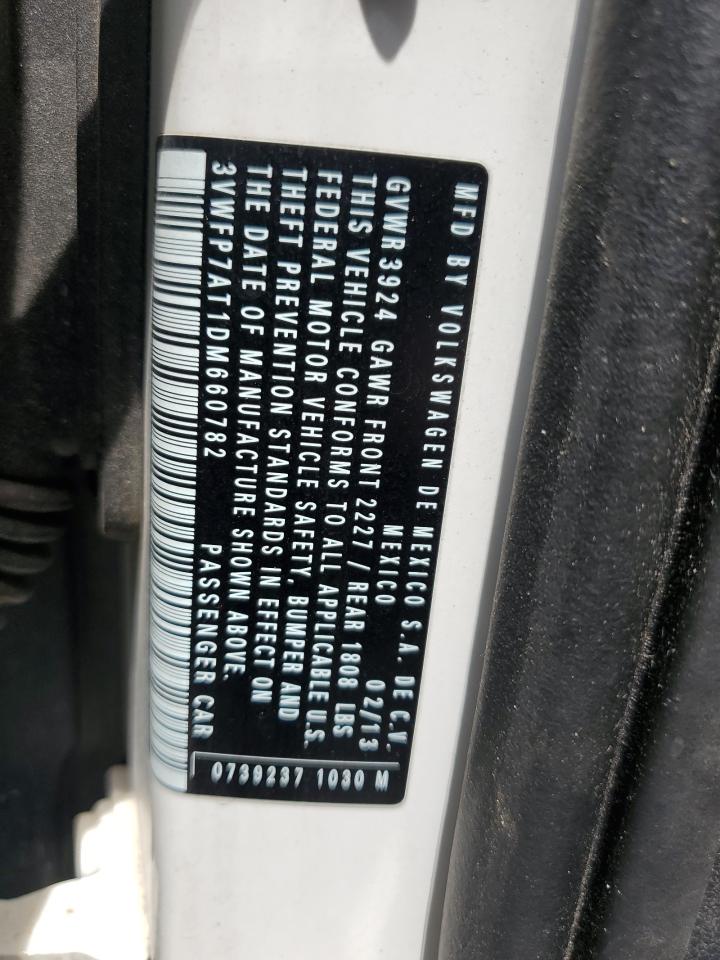 MFD BY VOLKSWAGEN DE MEXICO S.A. DE C.V.
MEXICO 02/13
GVWR 3924 GAWR FRONT 2227 / REAR 1808 LBS
THIS VEHICLE CONFORMS TO ALL APPLICABLE U.S.
FEDERAL MOTOR VEHICLE SAFETY, BUMPER AND
THEFT PREVENTION STANDARDS IN EFFECT ON
THE DATE OF MANUFACTURE SHOWN ABOVE.
3VWFP7AT1DM660782 PASSENGER CAR
0739237 1030 M